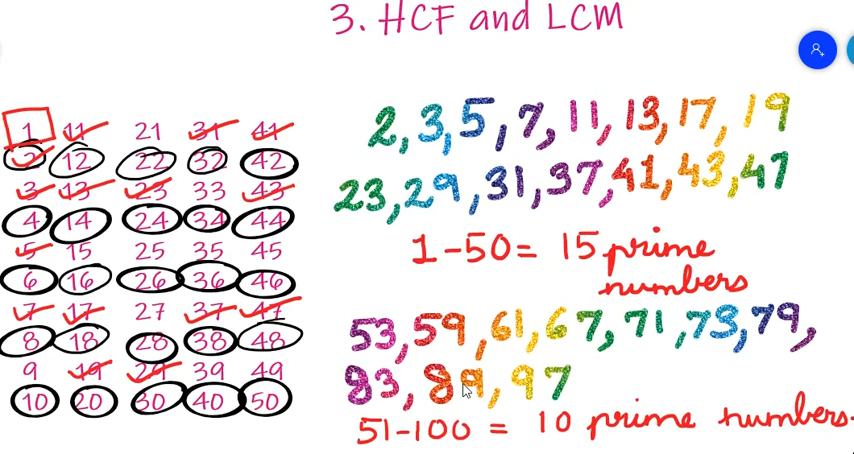 3. HCF and LCM
1 11 21 31 41
2 12 22 32 42
3 13 23 33 43
4 14 24 34 44
5 15 25 35 45
6 16 26 36 46
7 17 27 37 47
8 18 28 38 48
9 19 29 39 49
10 20 30 40 50
2, 3, 5, 7, 11, 13, 17, 19
23, 29, 31, 37, 41, 43, 47
1-50 = 15 prime
numbers
53, 59, 61, 67, 71, 73, 79,
83, 89, 97
51-100 = 10 prime numbers.